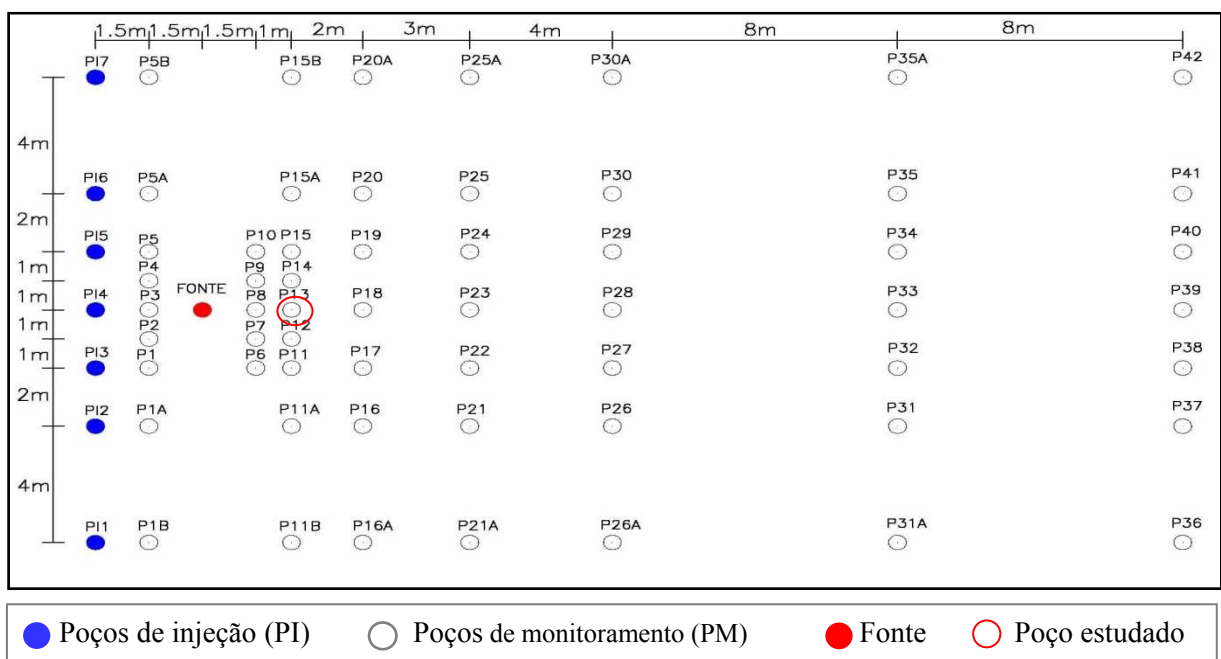 1.5m 1.5m 1.5m 1m 2m 3m 4m 8m 8m
PI7 P5B P15B P20A P25A P30A P35A P42
4m
PI6 P5A P15A P20 P25 P30 P35 P41
2m
PI5 P5 P10 P15 P19 P24 P29 P34 P40
1m
P4 P9 P14
1m
PI4 P3 FONTE P8 P13 P18 P23 P28 P33 P39
1m
P2 P7 P12
1m
PI3 P1 P6 P11 P17 P22 P27 P32 P38
2m
PI2 P1A P11A P16 P21 P26 P31 P37
4m
PI1 P1B P11B P16A P21A P26A P31A P36
Poços de injeção (PI) Poços de monitoramento (PM) Fonte Poço estudado